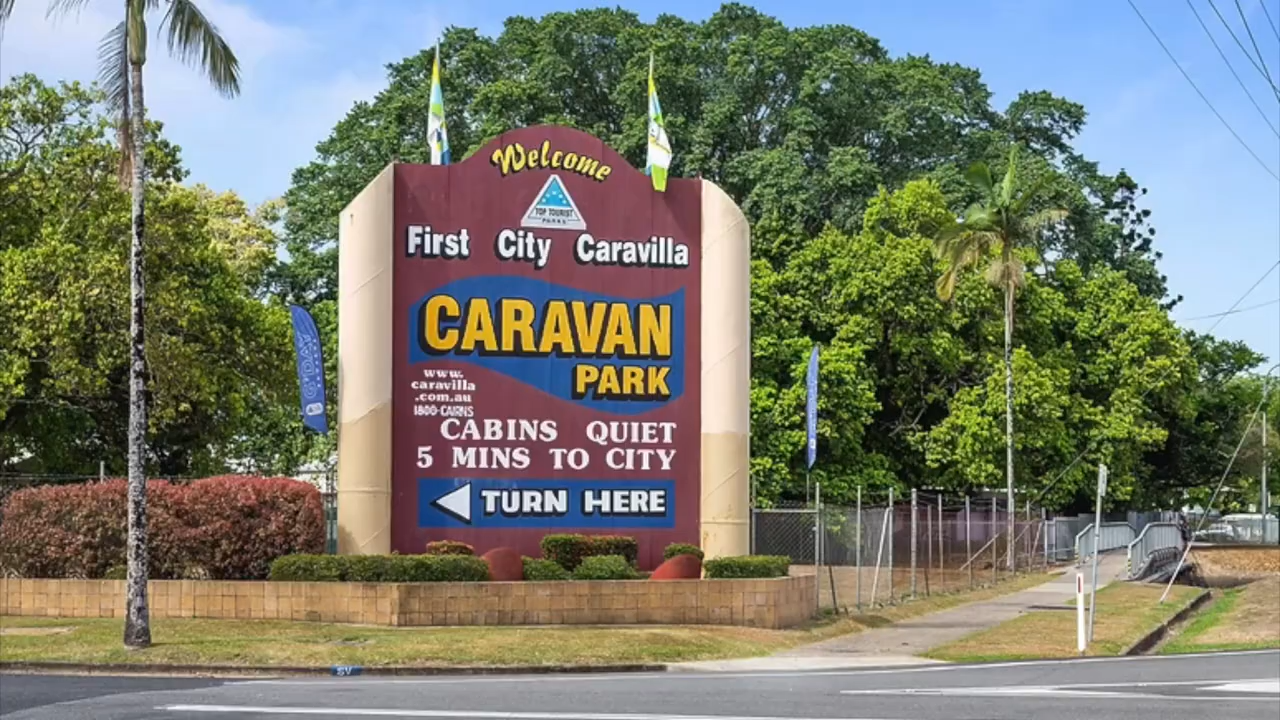 Welcome
TOP TOURIST
PARKS
First City Caravilla
CARAVAN
PARK
www.
caravilla
.com.au
1800-CAIRNS
CABINS QUIET
5 MINS TO CITY
TURN HERE
SV